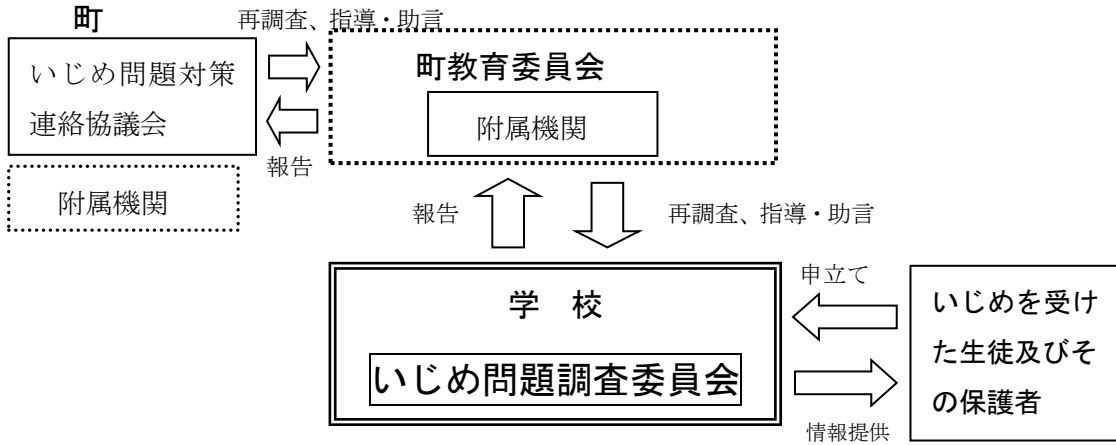 町
再調査、指導・助言
いじめ問題対策
連絡協議会
町教育委員会
附属機関
報告
附属機関
報告
再調査、指導・助言
学　校
いじめ問題調査委員会
申立て
いじめを受け
た生徒及びそ
の保護者
情報提供